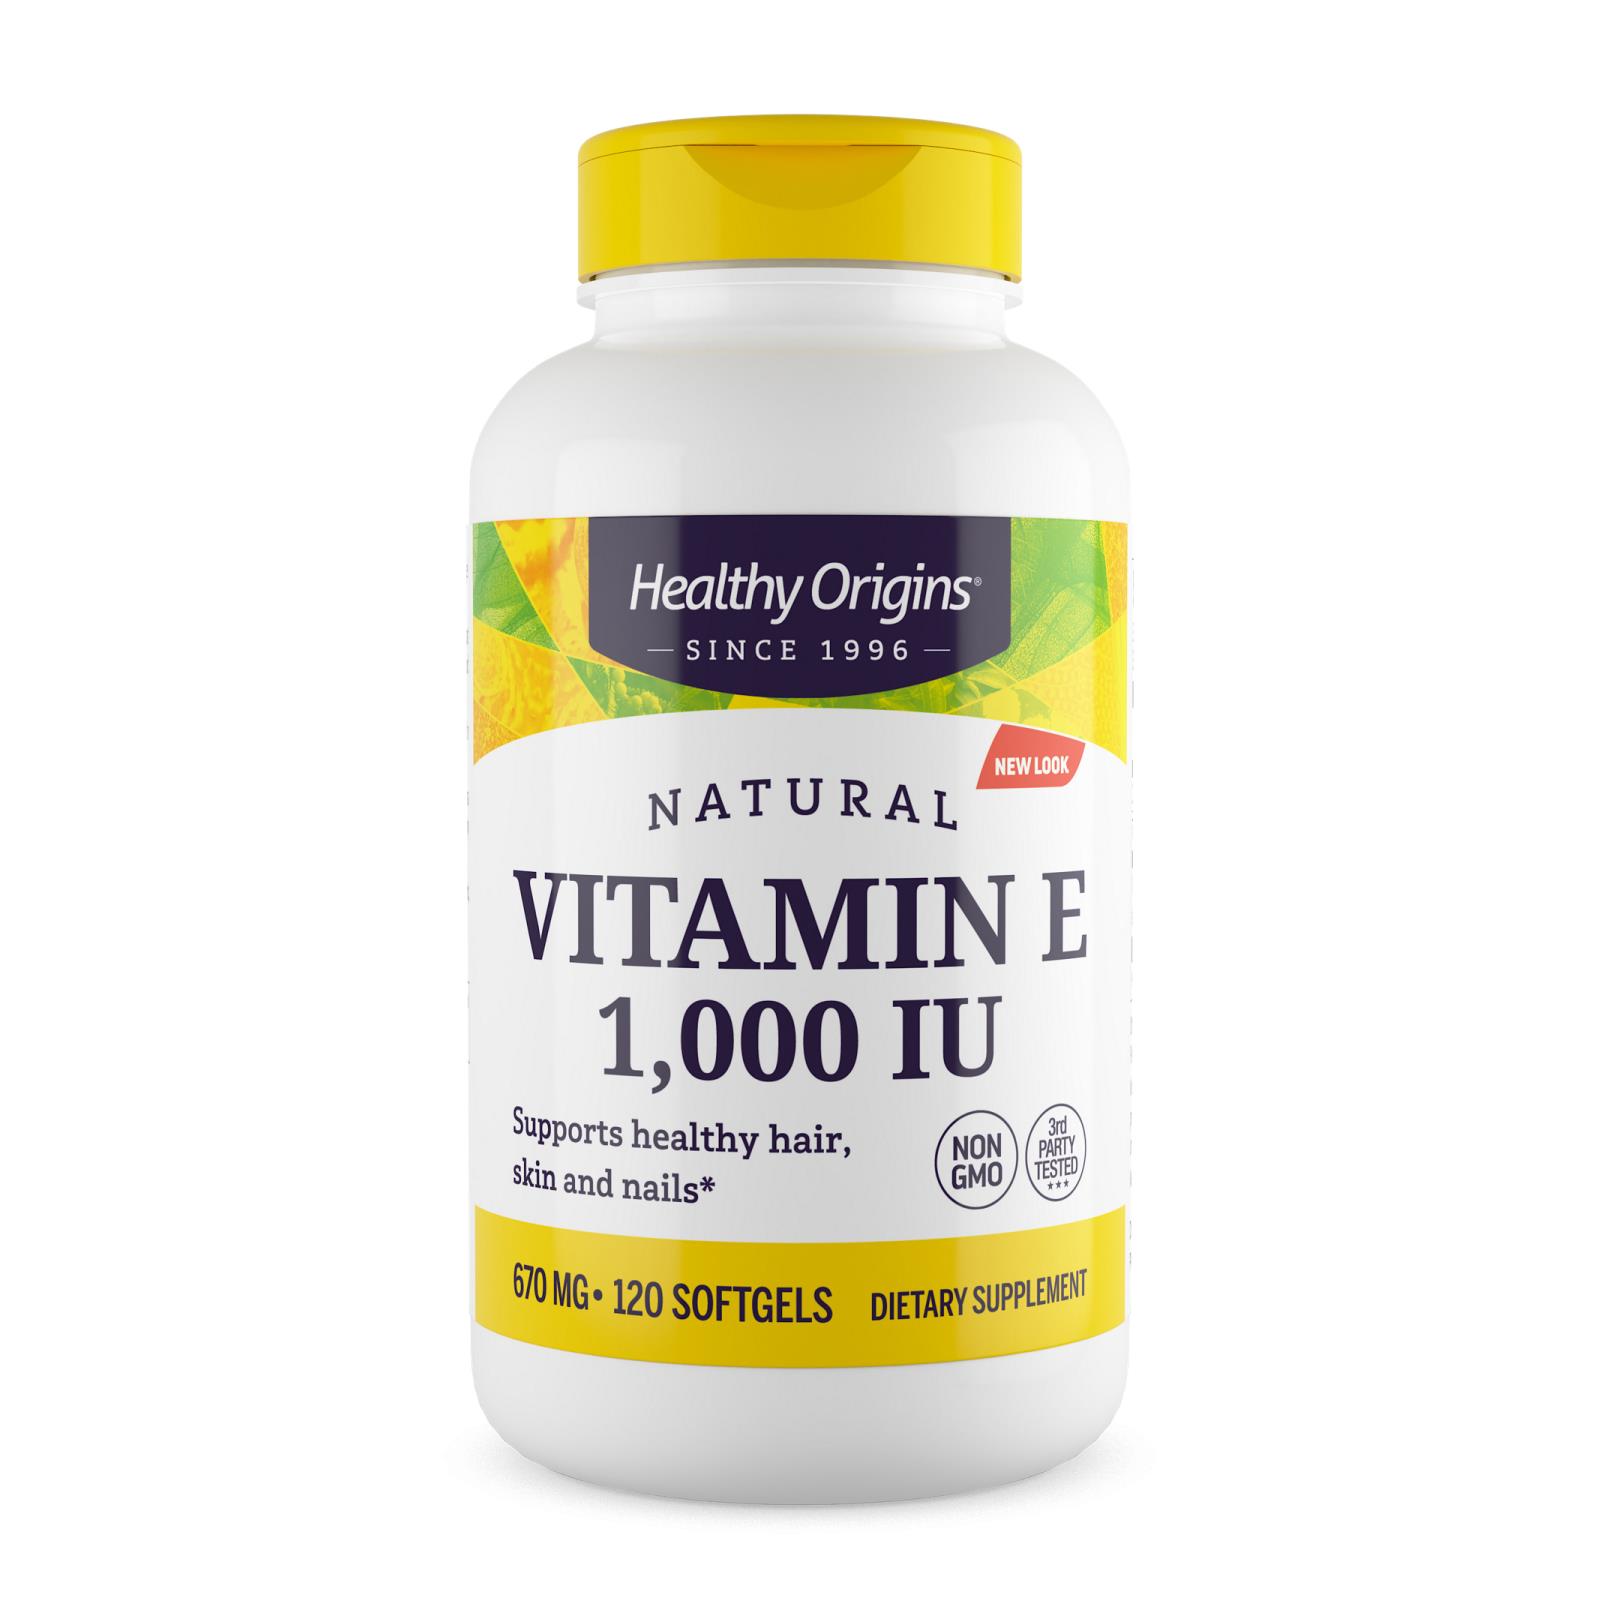 Healthy Origins®
SINCE 1996
NEW LOOK
NATURAL
VITAMIN E
1,000 IU
Supports healthy hair,
skin and nails*
NON
GMO
3rd
PARTY
TESTED
670 MG • 120 SOFTGELS
DIETARY SUPPLEMENT